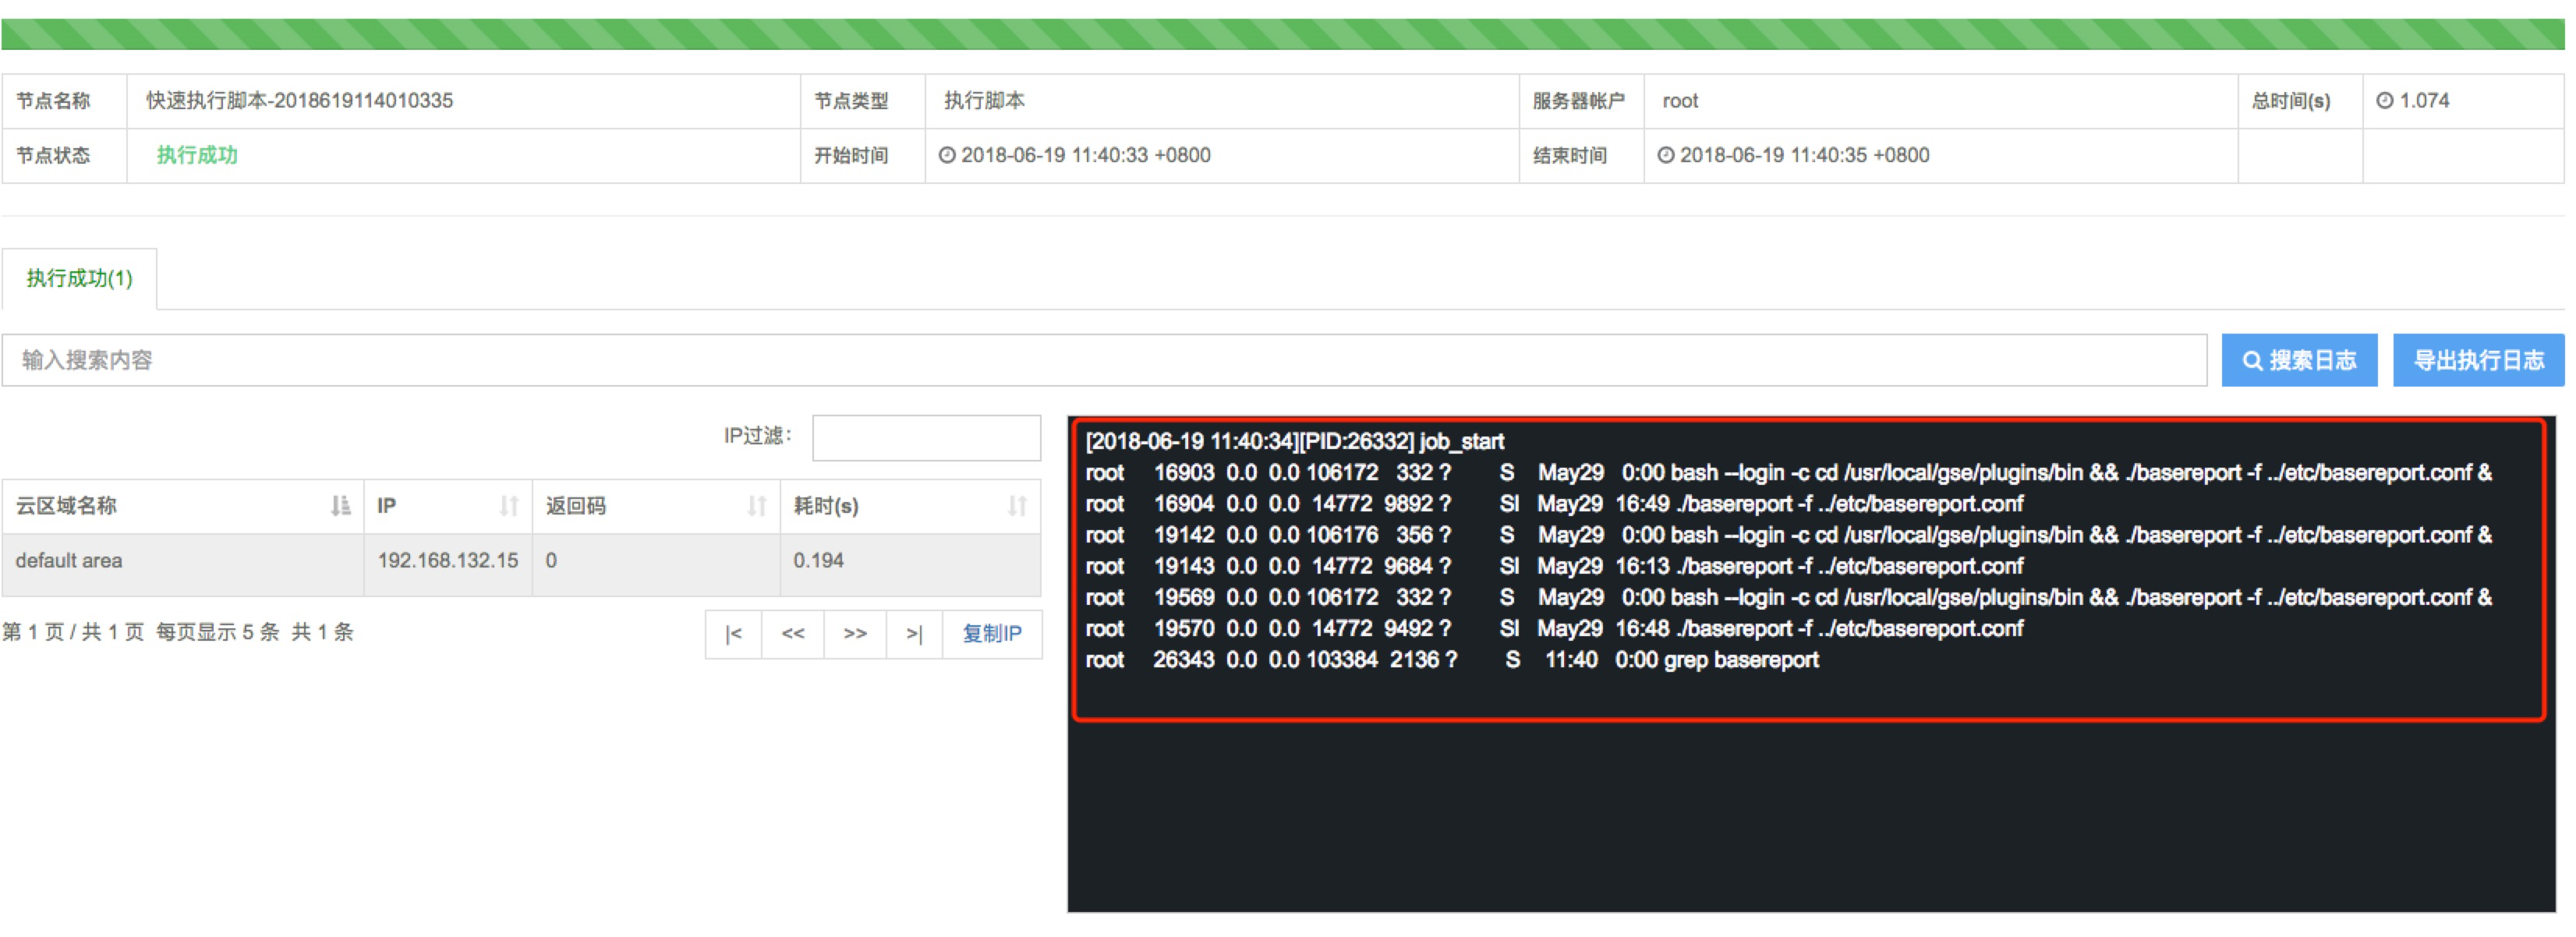 节点名称 快速执行脚本-2018619114010335 节点类型 执行脚本 服务器帐户 root 总时间(s) 1.074
节点状态 执行成功 开始时间 2018-06-19 11:40:33 +0800 结束时间 2018-06-19 11:40:35 +0800
执行成功(1)
输入搜索内容 搜索日志 导出执行日志
IP过滤：
云区域名称 IP 返回码 耗时(s)
default area 192.168.132.15 0 0.194
第 1 页 / 共 1 页 每页显示 5 条 共 1 条 |< << >> >| 复制IP
[2018-06-19 11:40:34][PID:26332] job_start
root 16903 0.0 0.0 106172 332 ? S May29 0:00 bash --login -c cd /usr/local/gse/plugins/bin && ./basereport -f ../etc/basereport.conf &
root 16904 0.0 0.0 14772 9892 ? Sl May29 16:49 ./basereport -f ../etc/basereport.conf
root 19142 0.0 0.0 106176 356 ? S May29 0:00 bash --login -c cd /usr/local/gse/plugins/bin && ./basereport -f ../etc/basereport.conf &
root 19143 0.0 0.0 14772 9684 ? Sl May29 16:13 ./basereport -f ../etc/basereport.conf
root 19569 0.0 0.0 106172 332 ? S May29 0:00 bash --login -c cd /usr/local/gse/plugins/bin && ./basereport -f ../etc/basereport.conf &
root 19570 0.0 0.0 14772 9492 ? Sl May29 16:48 ./basereport -f ../etc/basereport.conf
root 26343 0.0 0.0 103384 2136 ? S 11:40 0:00 grep basereport